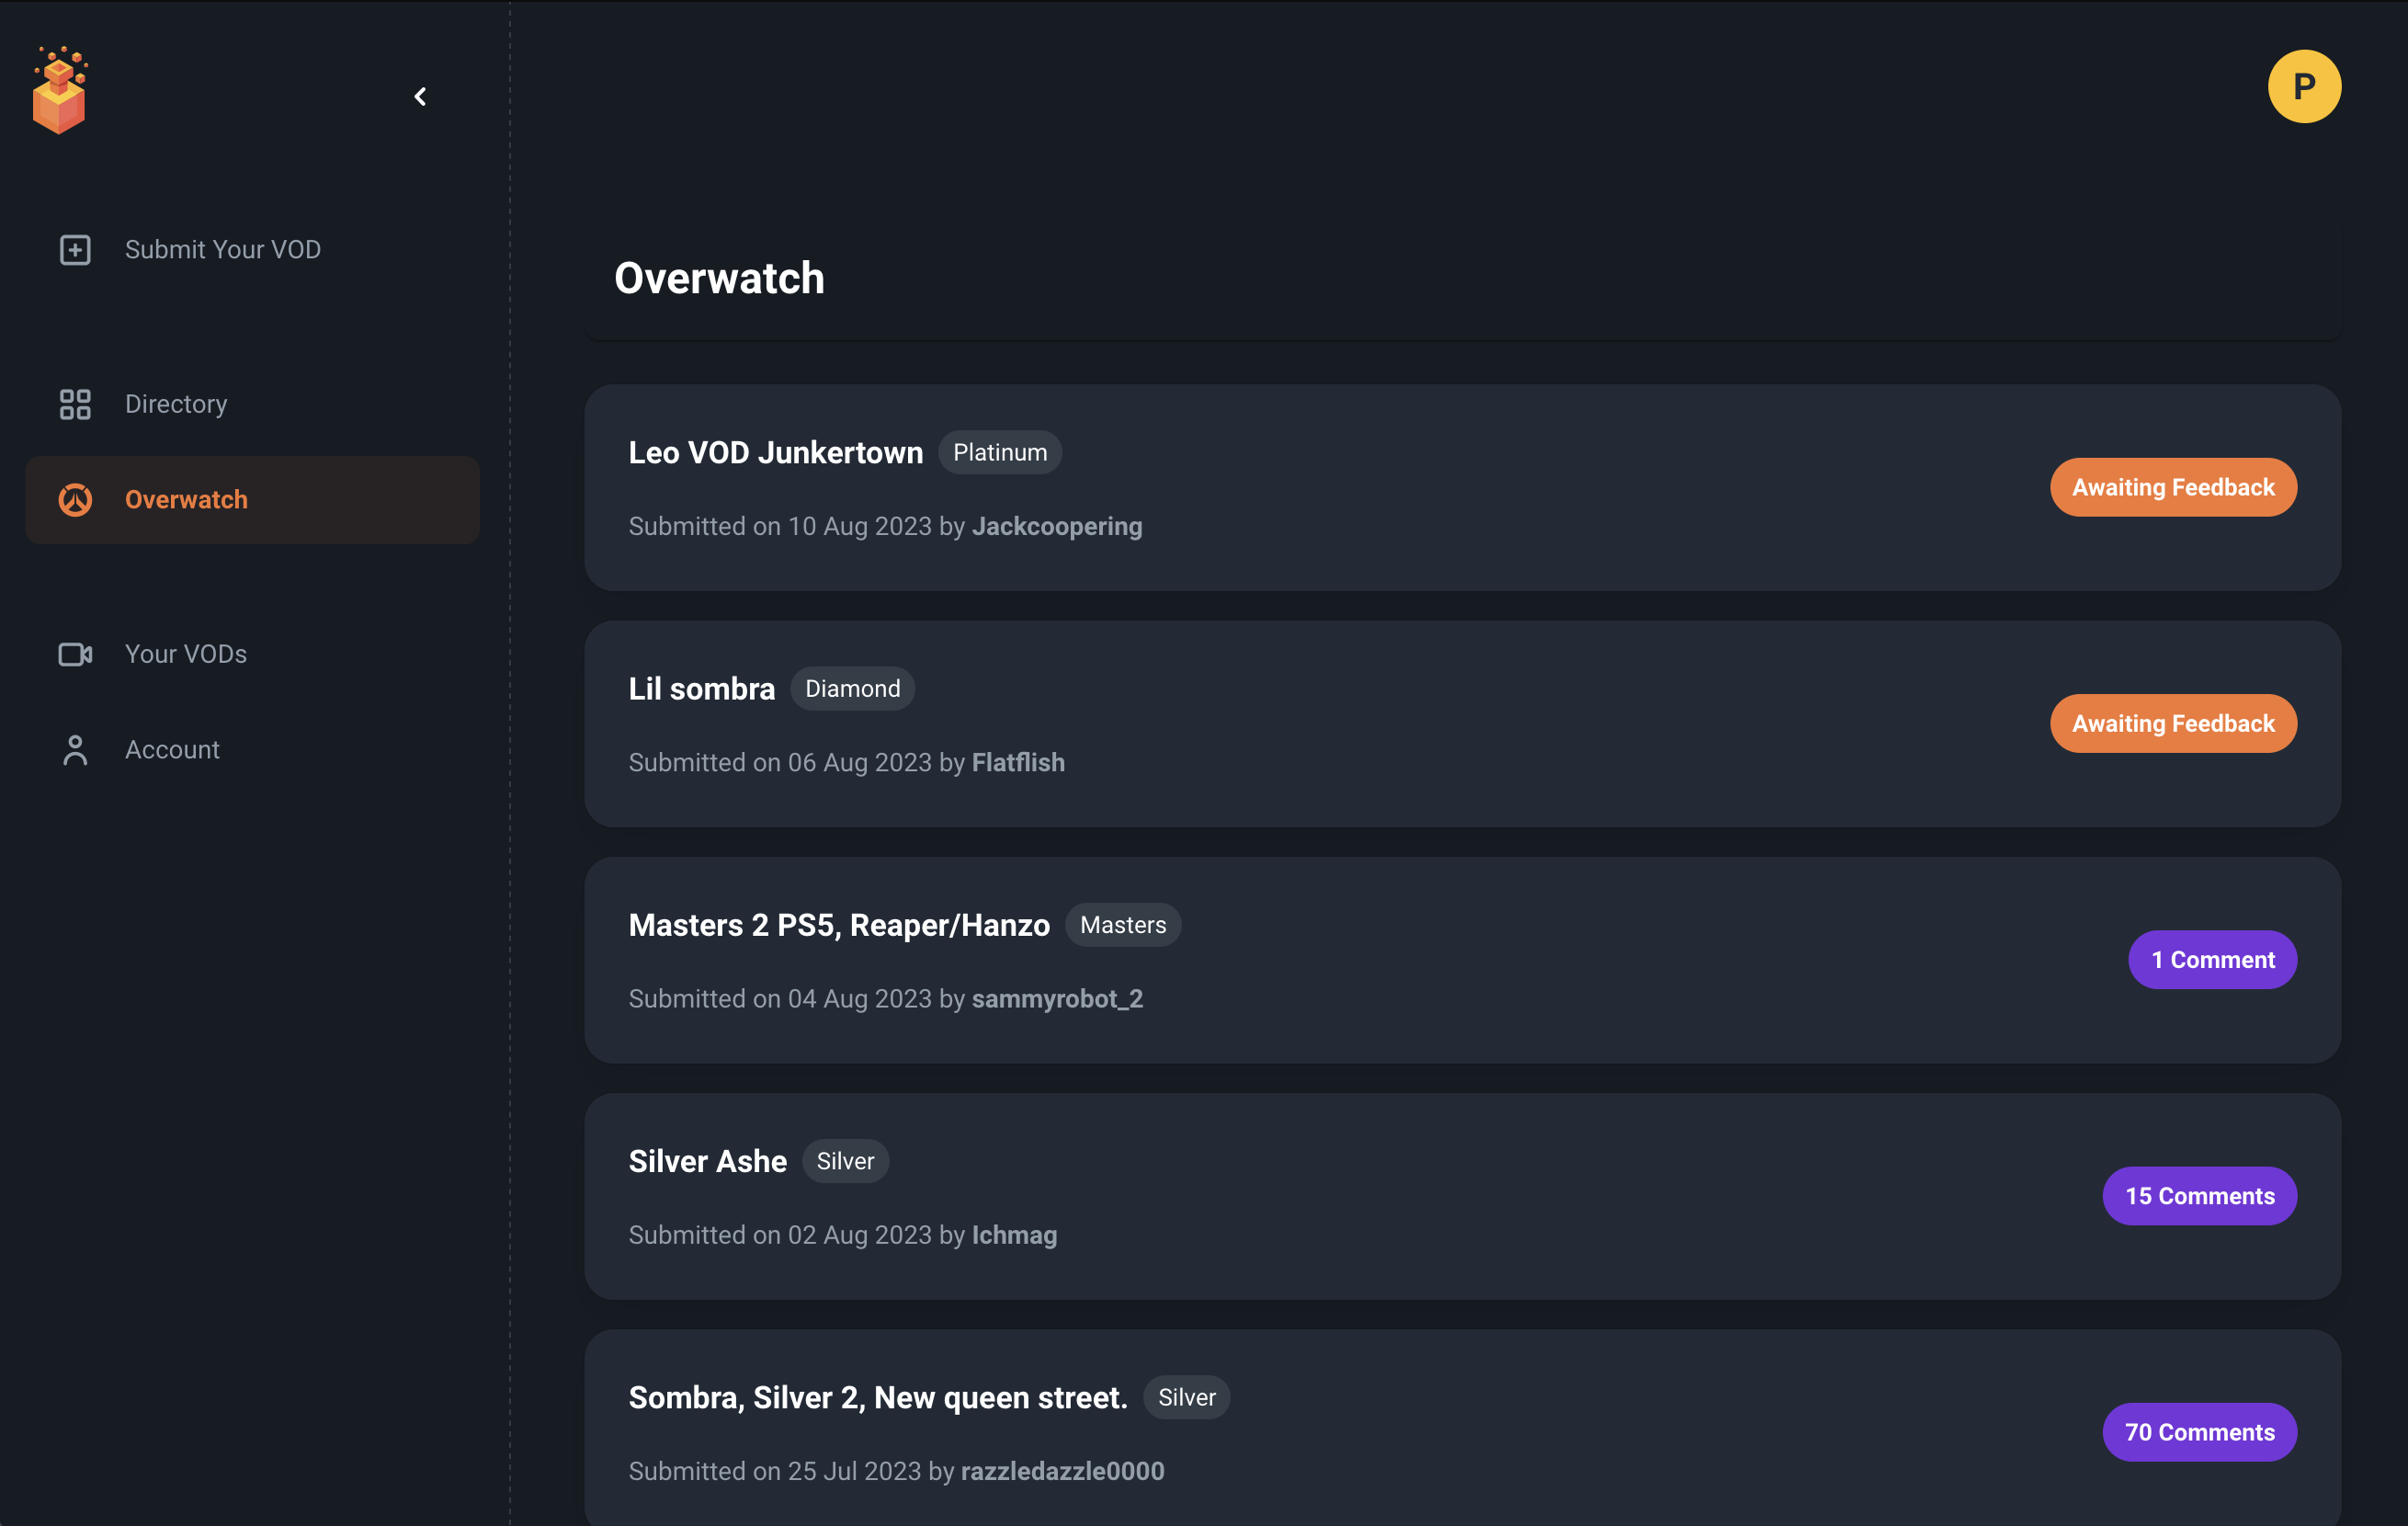 P
Submit Your VOD
Directory
Overwatch
Your VODs
Account
Overwatch
Leo VOD Junkertown Platinum
Submitted on 10 Aug 2023 by Jackcoopering
Awaiting Feedback
Lil sombra Diamond
Submitted on 06 Aug 2023 by Flatflish
Awaiting Feedback
Masters 2 PS5, Reaper/Hanzo Masters
Submitted on 04 Aug 2023 by sammyrobot_2
1 Comment
Silver Ashe Silver
Submitted on 02 Aug 2023 by Ichmag
15 Comments
Sombra, Silver 2, New queen street. Silver
Submitted on 25 Jul 2023 by razzledazzle0000
70 Comments